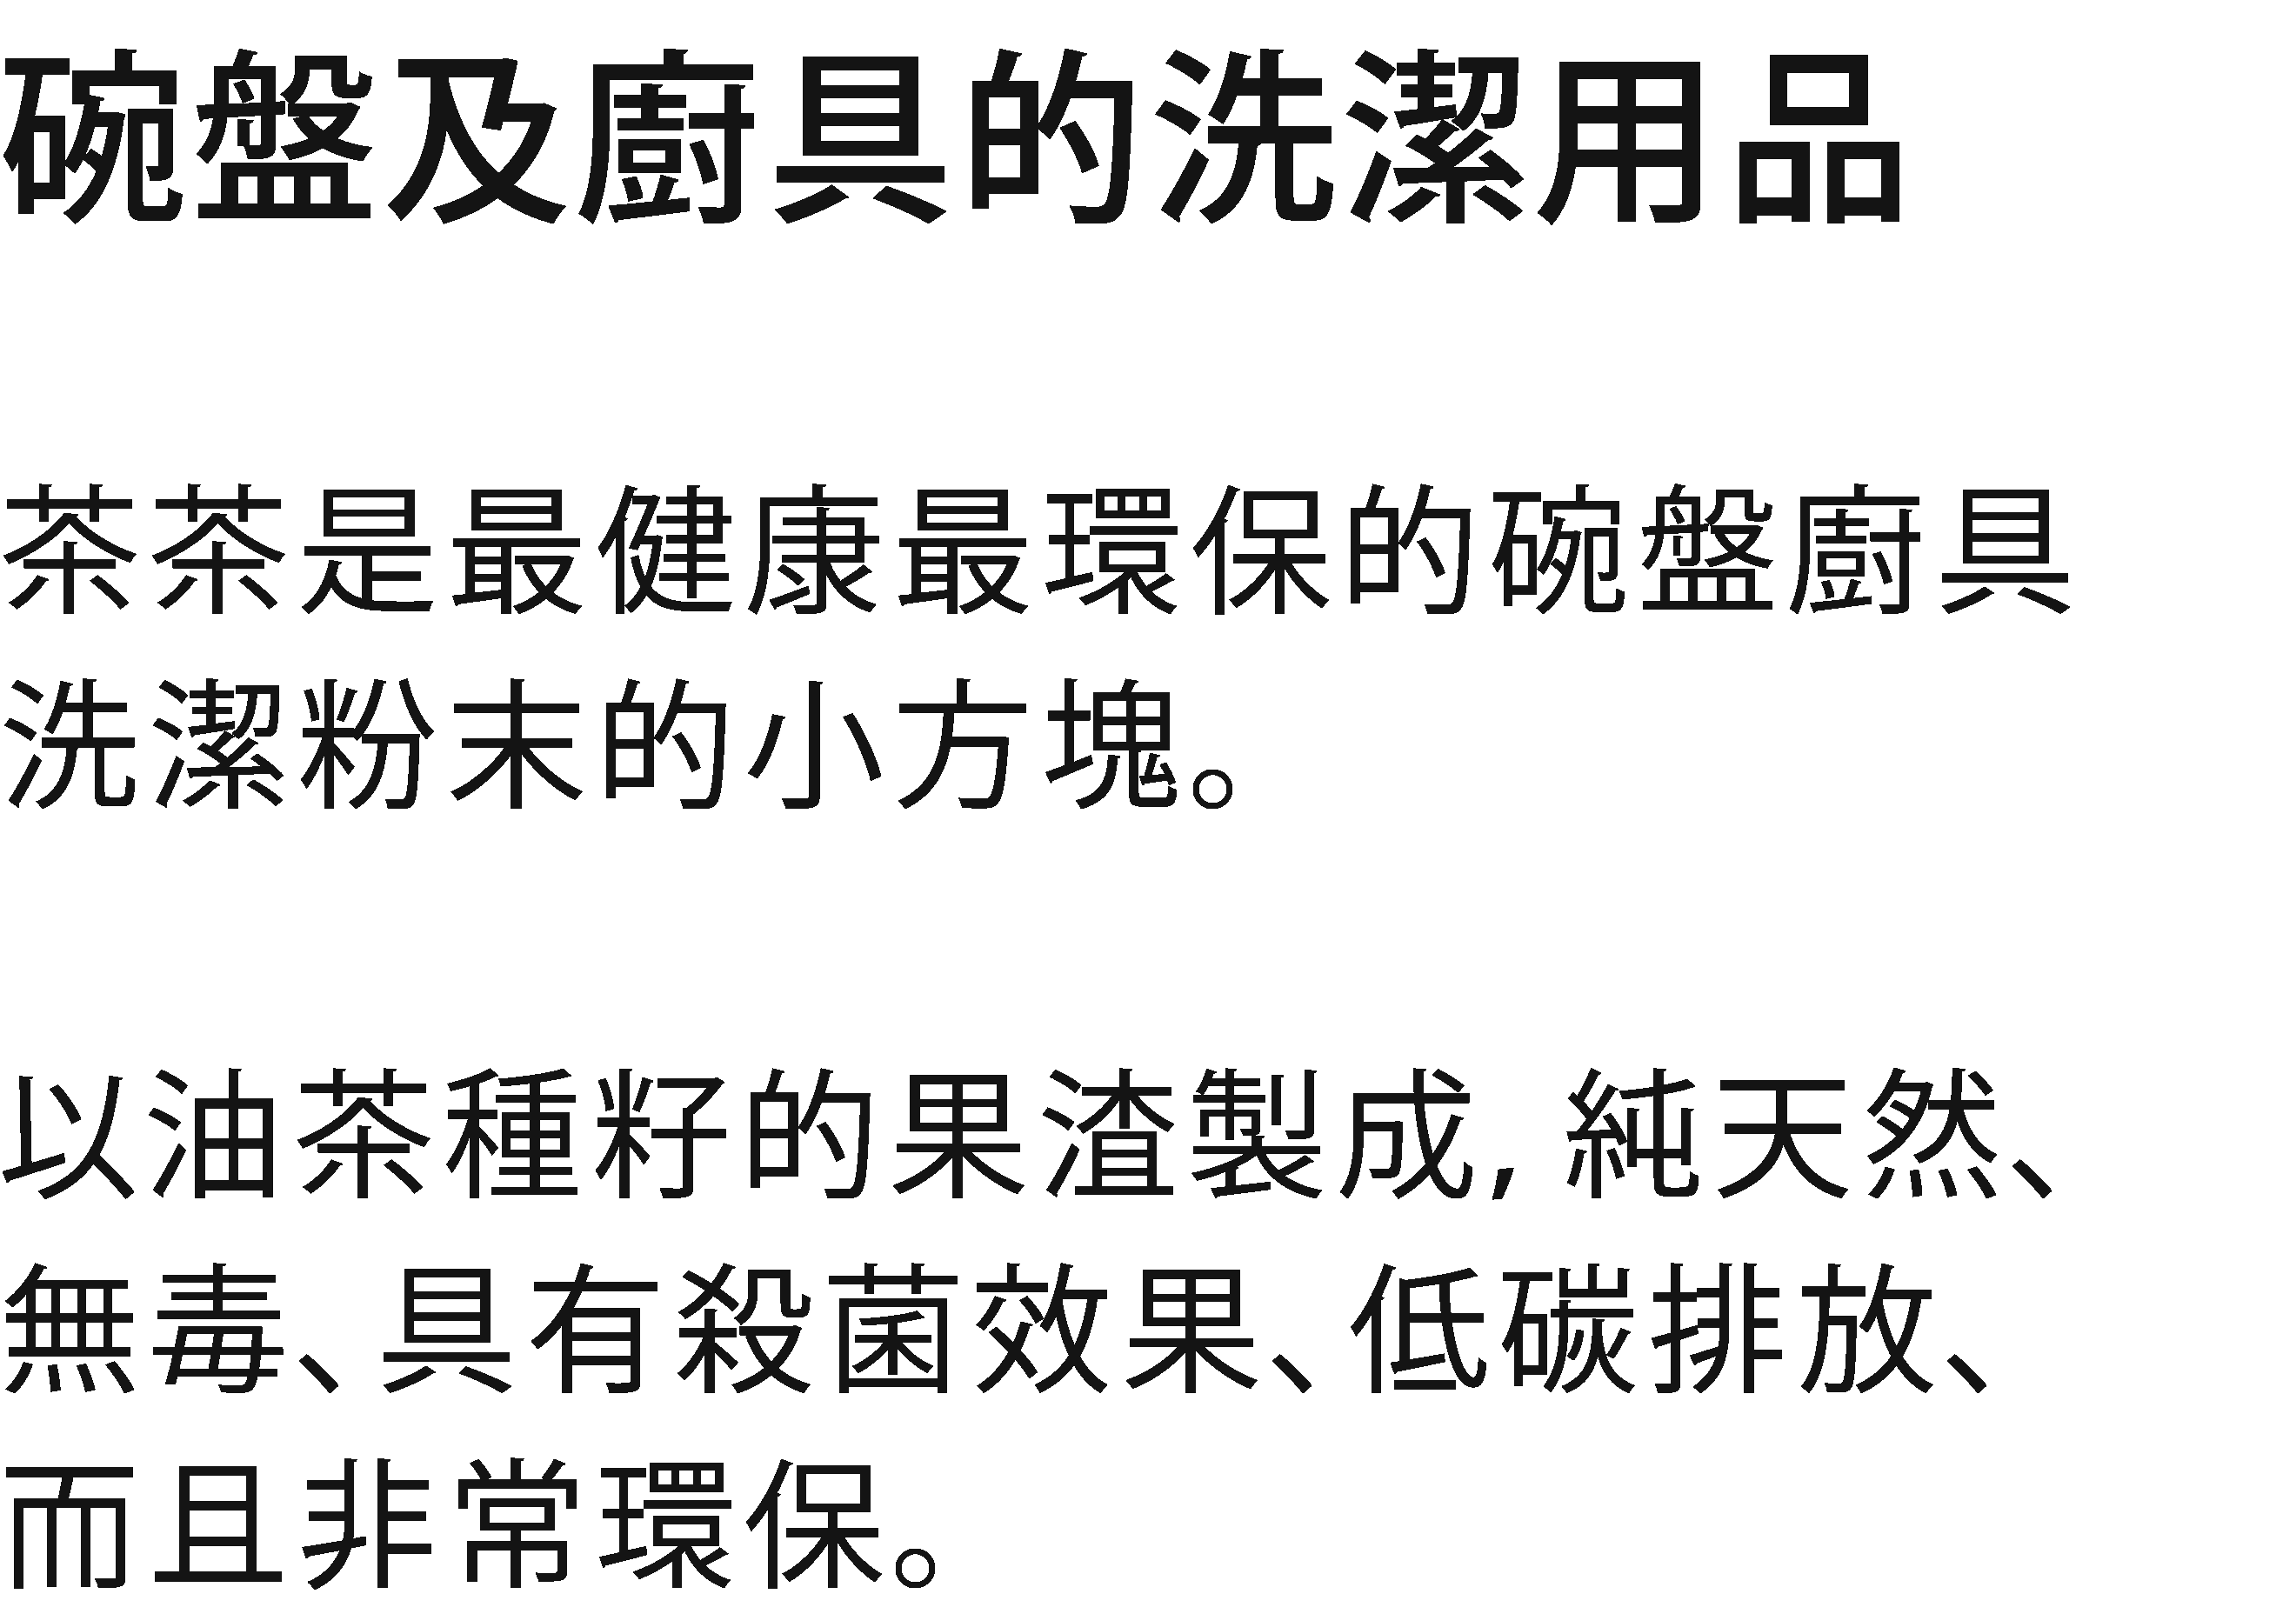 碗盤及廚具的洗潔用品
茶茶是最健康最環保的碗盤廚具
洗潔粉末的小方塊。
以油茶種籽的果渣製成，純天然、
無毒、具有殺菌效果、低碳排放、
而且非常環保。